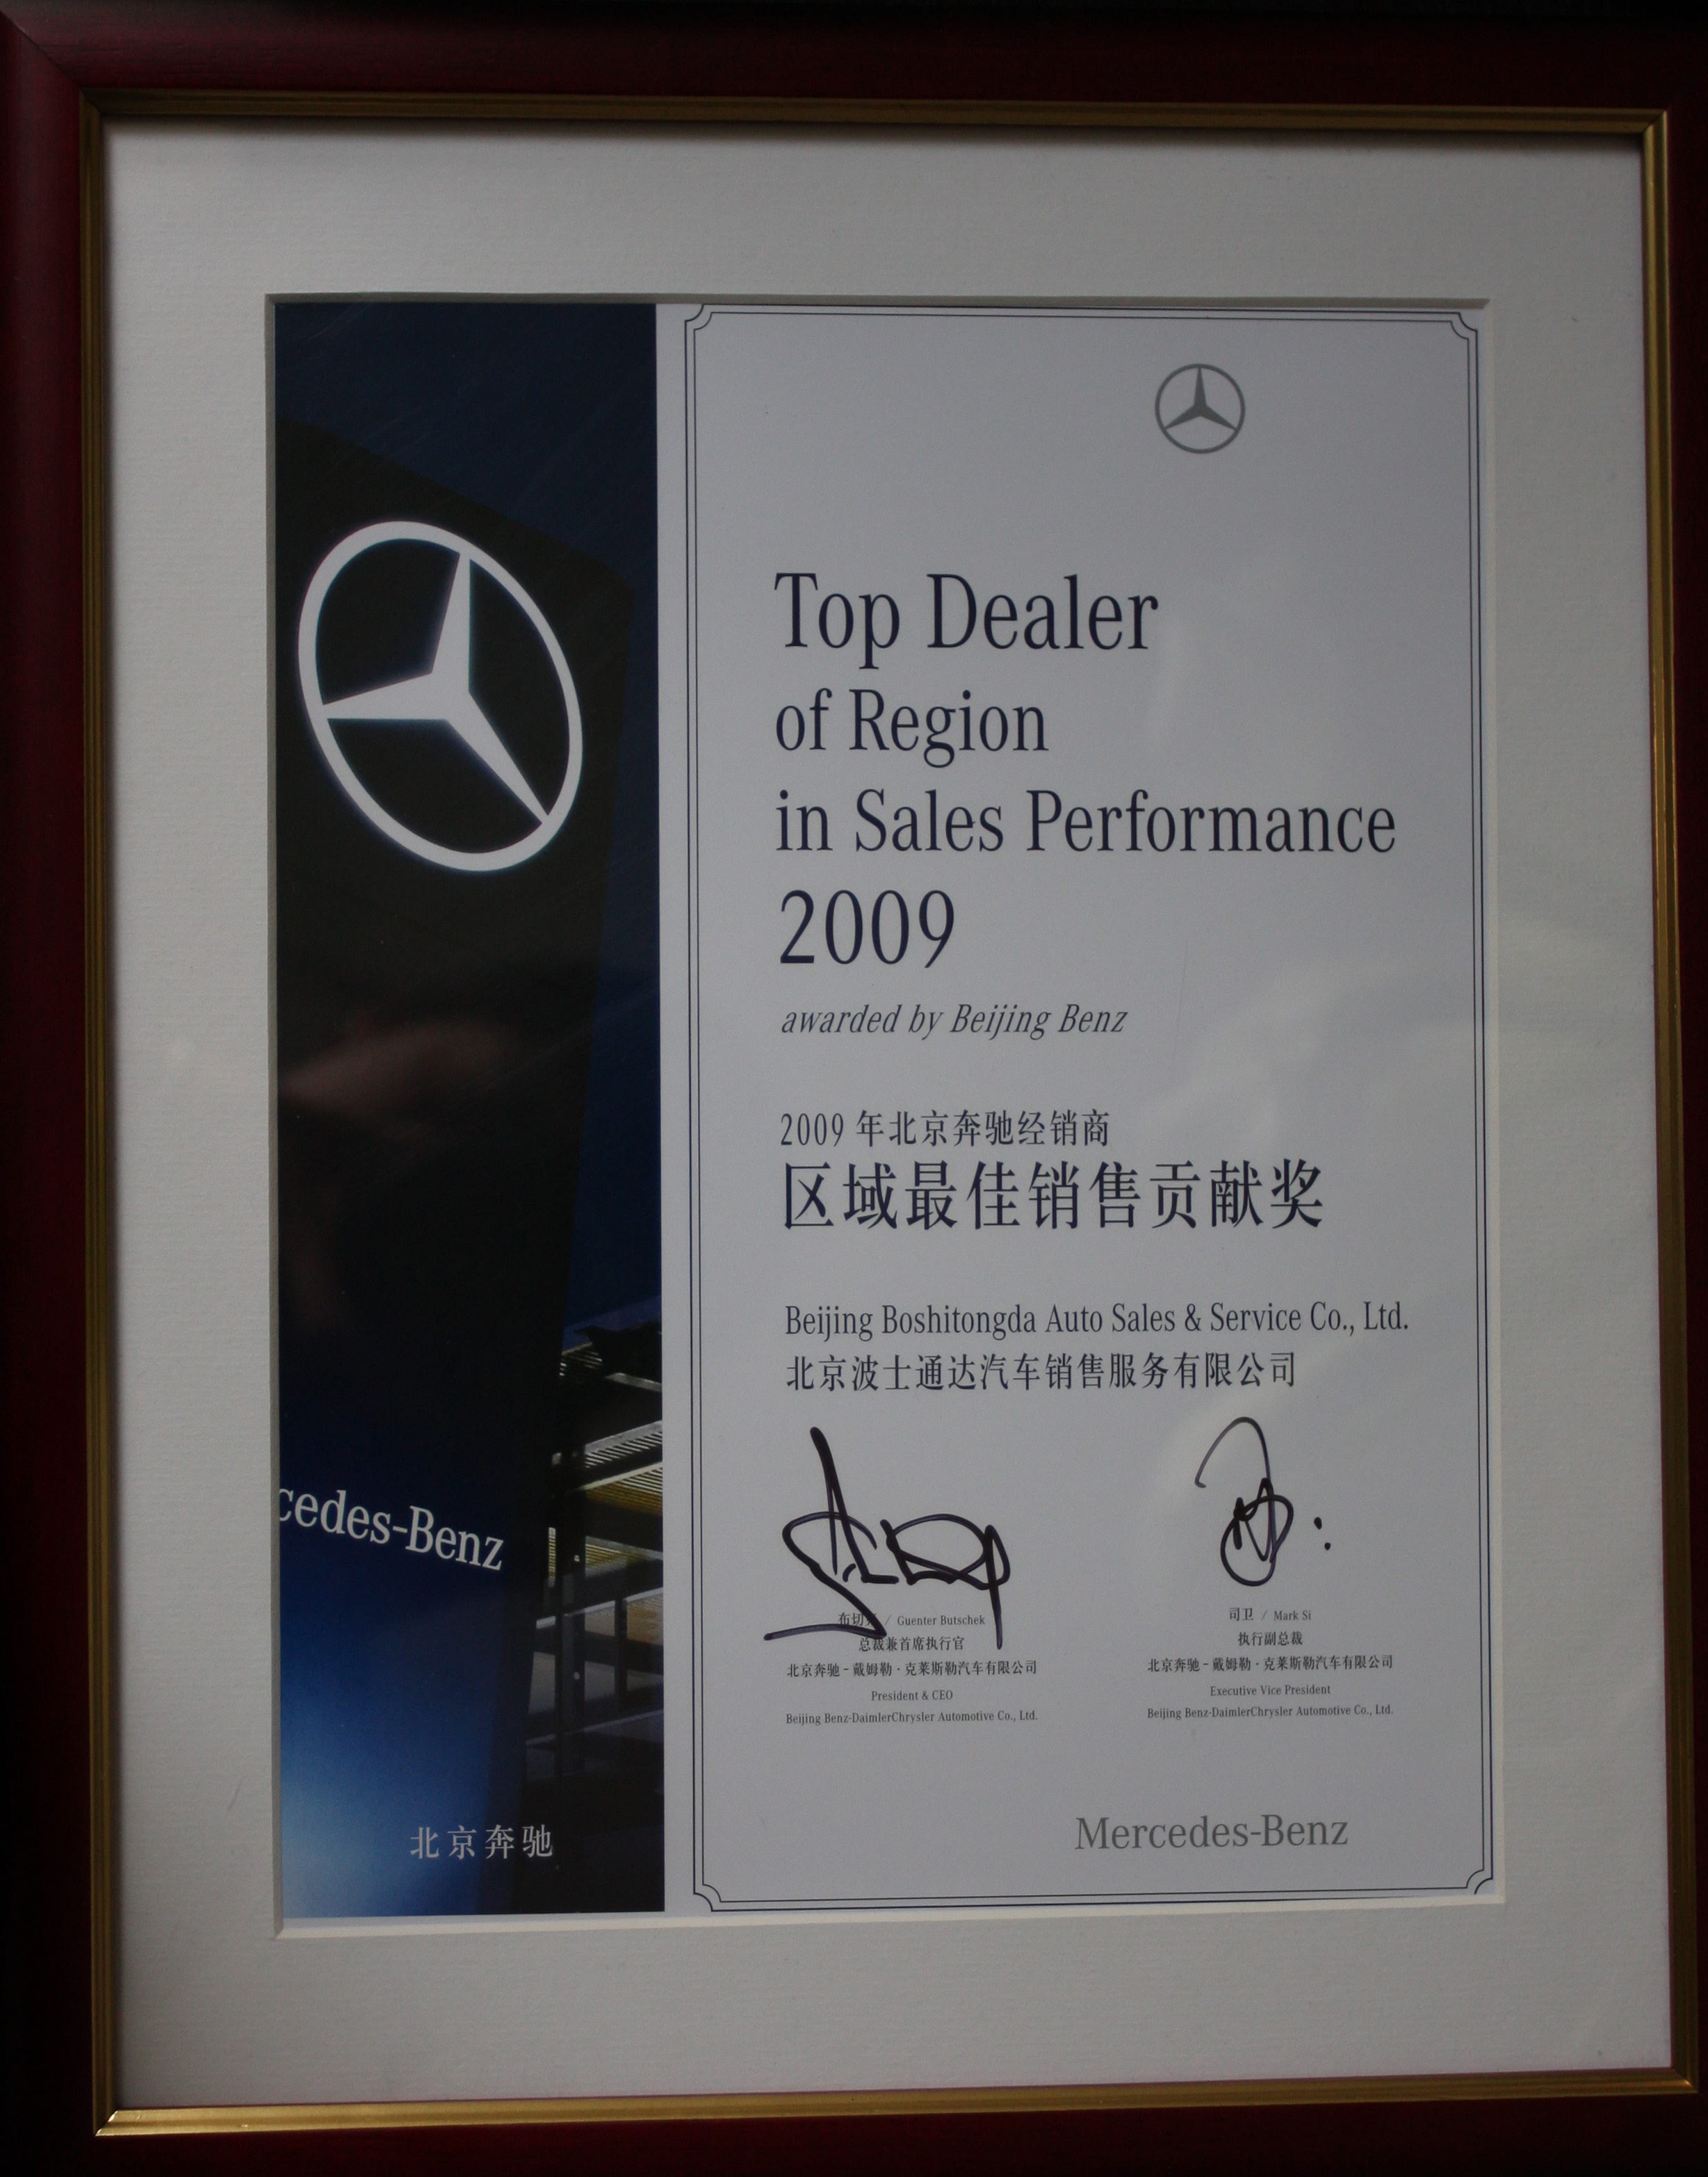 Top Dealer
of Region
in Sales Performance
2009
awarded by Beijing Benz
2009 年北京奔驰经销商
区域最佳销售贡献奖
Beijing Boshitongda Auto Sales & Service Co., Ltd.
北京波士通达汽车销售服务有限公司
布切 / Guenter Butschek
总裁兼首席执行官
北京奔驰-戴姆勒·克莱斯勒汽车有限公司
President & CEO
Beijing Benz-DaimlerChrysler Automotive Co., Ltd.
司卫 / Mark Si
执行副总裁
北京奔驰-戴姆勒·克莱斯勒汽车有限公司
Executive Vice President
Beijing Benz-DaimlerChrysler Automotive Co., Ltd.
Mercedes-Benz
cedes-Benz
北京奔驰